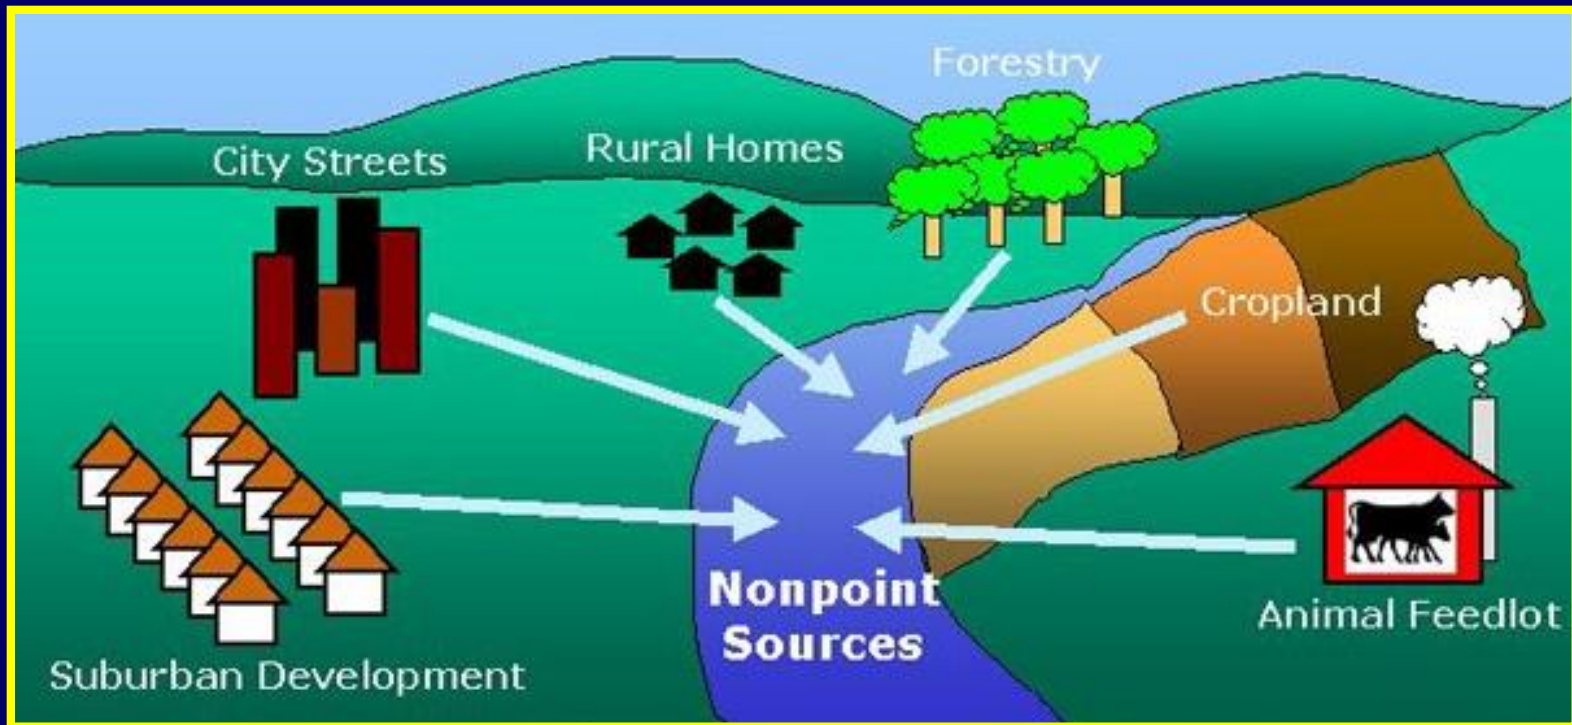 Forestry
City Streets
Rural Homes
Cropland
Nonpoint
Sources
Animal Feedlot
Suburban Development